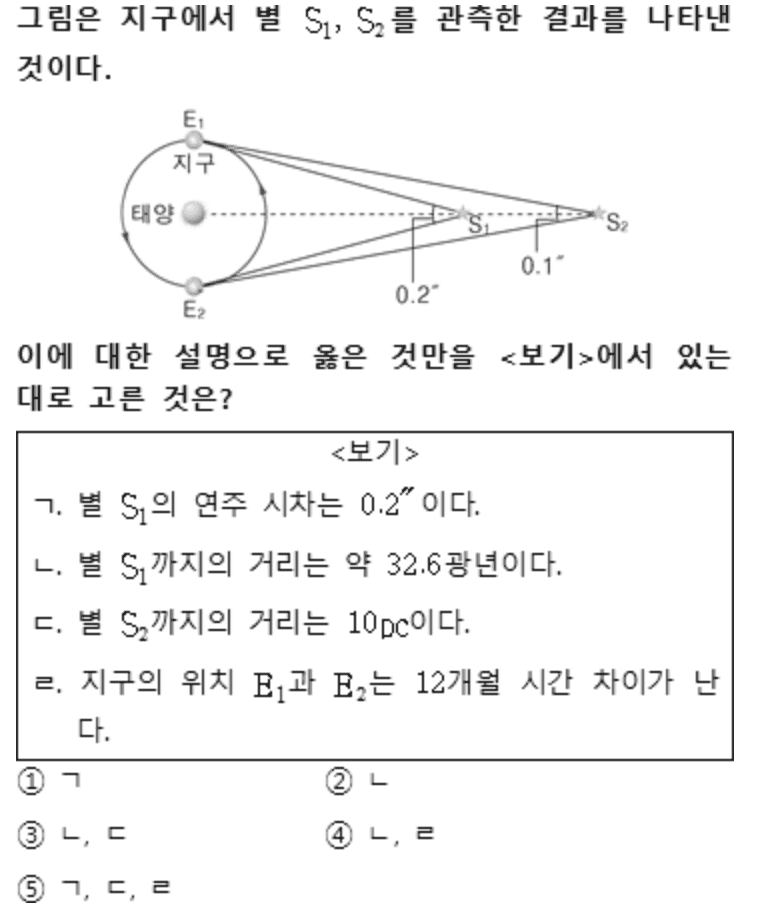 그림은 지구에서 별 S₁, S₂를 관측한 결과를 나타낸
것이다.
E₁
지구
태양
S₁
S₂
0.1″
0.2″
E₂
이에 대한 설명으로 옳은 것만을 <보기>에서 있는
대로 고른 것은?
<보기>
ㄱ. 별 S₁의 연주 시차는 0.2″이다.
ㄴ. 별 S₁까지의 거리는 약 32.6광년이다.
ㄷ. 별 S₂까지의 거리는 10pc이다.
ㄹ. 지구의 위치 E₁과 E₂는 12개월 시간 차이가 난
다.
① ㄱ ② ㄴ
③ ㄴ, ㄷ ④ ㄴ, ㄹ
⑤ ㄱ, ㄷ, ㄹ